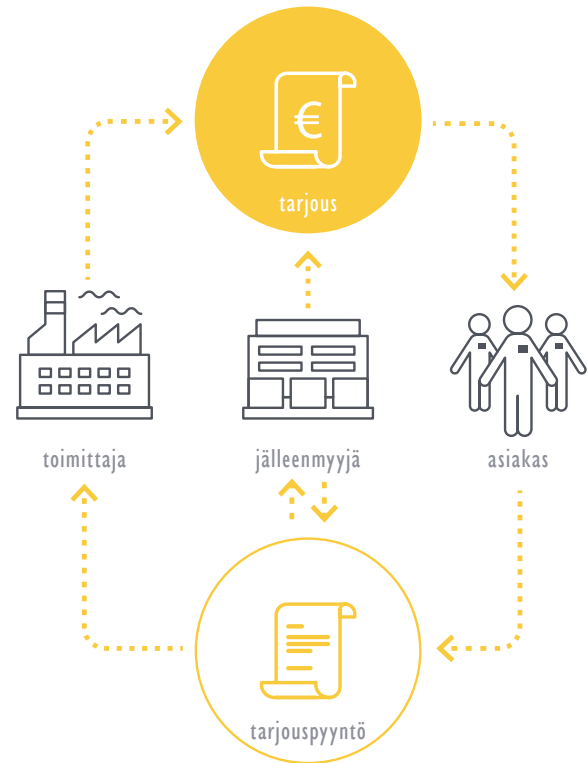 €
tarjous
toimittaja
jälleenmyyjä
asiakas
tarjouspyyntö